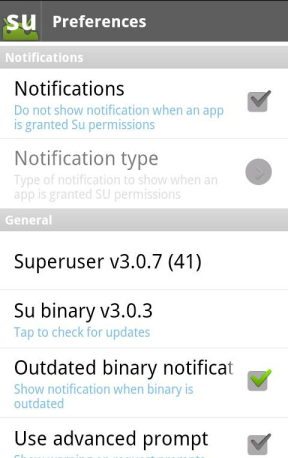 su Preferences
Notifications
Notifications
Do not show notification when an app
is granted Su permissions
Notification type
Type of notification to show when an
app is granted SU permissions
General
Superuser v3.0.7 (41)
Su binary v3.0.3
Tap to check for updates
Outdated binary notificat
Show notification when binary is
outdated
Use advanced prompt